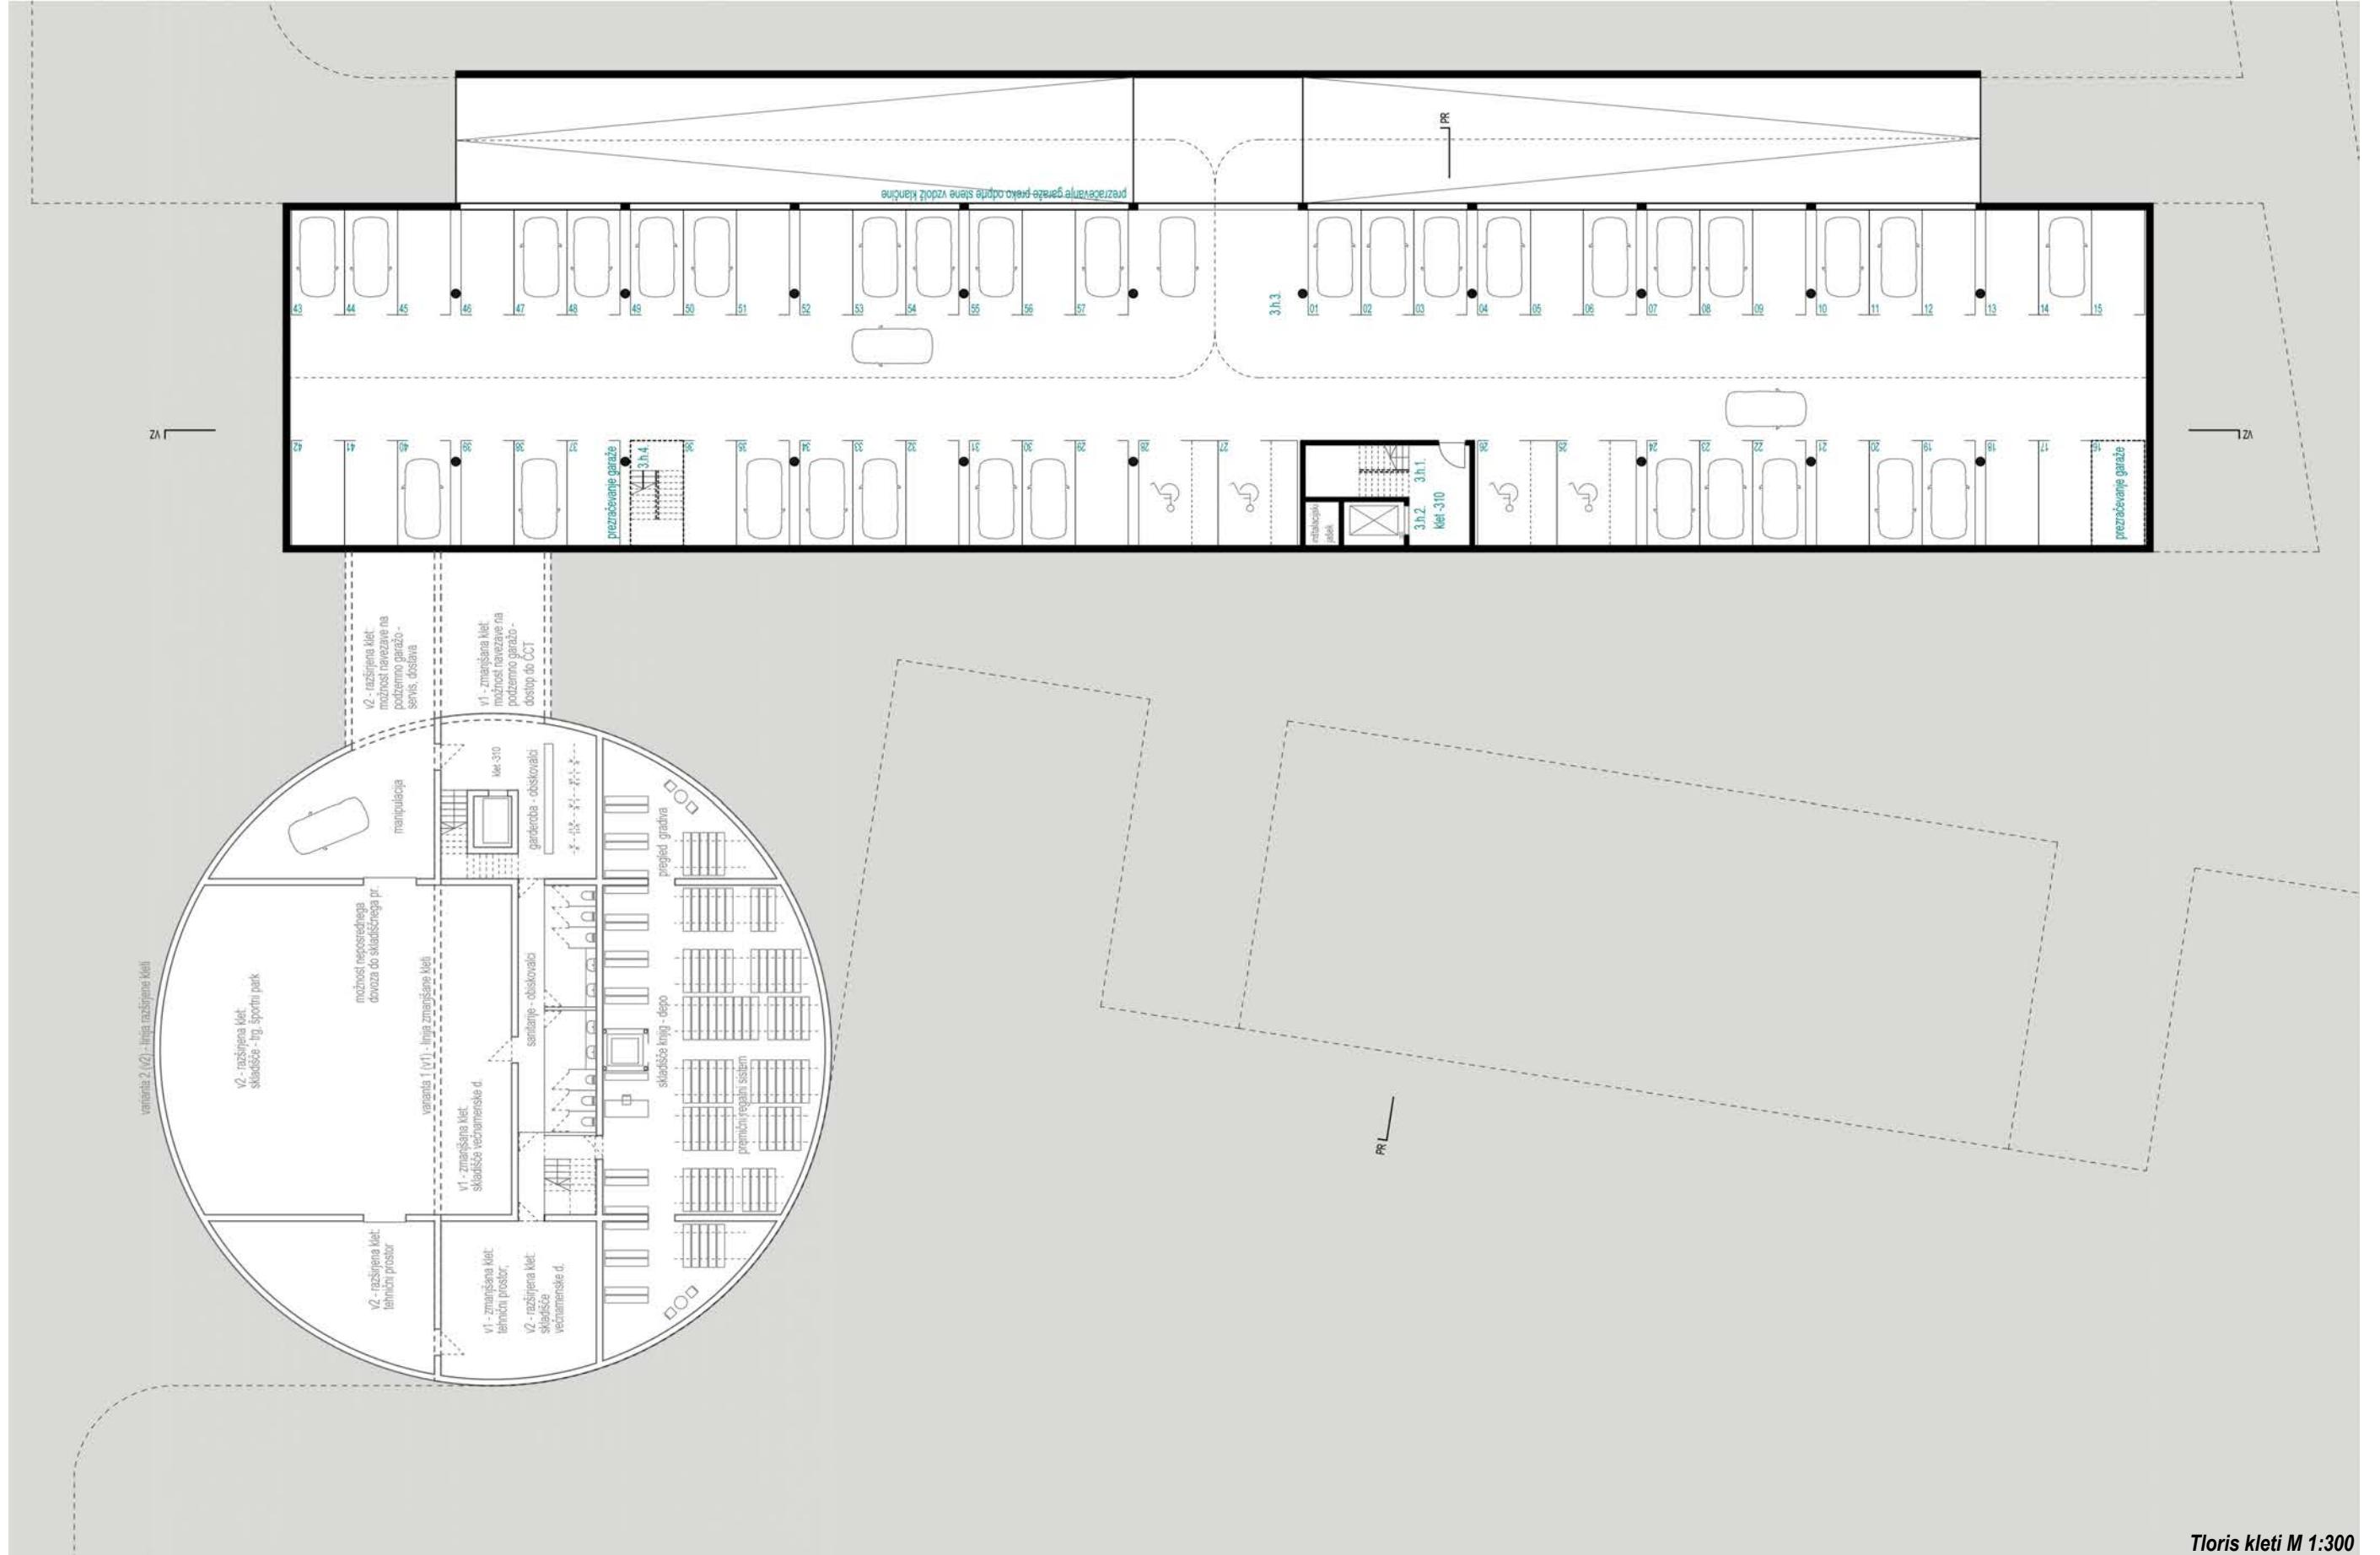 PR
prezračevanje garaže preko odprte stene vzdolž klančine
43
44
45
46
47
48
49
50
51
52
53
54
55
56
57
3.h.3.
01
02
03
04
05
06
07
08
09
10
11
12
13
14
15
VZ
VZ
42
41
40
39
38
37
prezračevanje garaže
3.h.4.
36
35
34
33
32
31
30
29
28
27
inštalacijski
jašek
3.h.1.
3.h.2.
klet -310
26
25
24
23
22
21
20
19
18
17
16
prezračevanje garaže
v2 - razširjena klet:
možnost navezave na
podzemno garažo -
servis, dostava
v1 - zmanjšana klet:
možnost navezave na
podzemno garažo -
dostop do ČCT
manipulacija
klet -310
garderoba - obiskovalci
pregled gradiva
varianta 2 (v2) - linija razširjene kleti
v2 - razširjena klet:
skladišče - trg, športni park
možnost neposrednega
dovoza do skladiščnega pr.
varianta 1 (v1) - linija zmanjšane kleti
v1 - zmanjšana klet:
skladišče večnamenske d.
sanitarije - obiskovalci
skladišče knjig - depo
premični regalni sistem
v2 - razširjena klet:
tehnični prostor
v1 - zmanjšana klet:
tehnični prostor;
v2 - razširjena klet:
skladišče
večnamenske d.
PR
Tloris kleti M 1:300